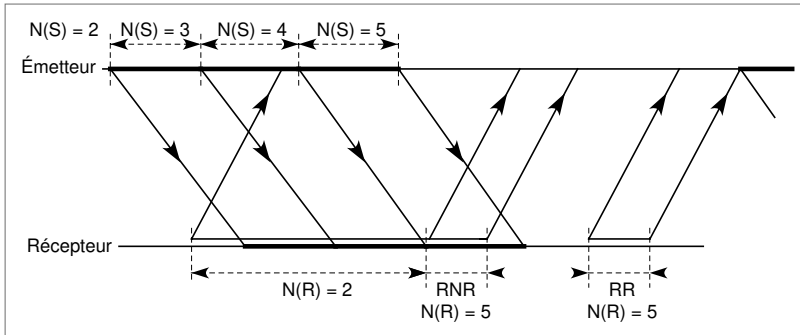 N(S) = 2 N(S) = 3 N(S) = 4 N(S) = 5
Émetteur
Récepteur
N(R) = 2 RNR RR
N(R) = 5 N(R) = 5